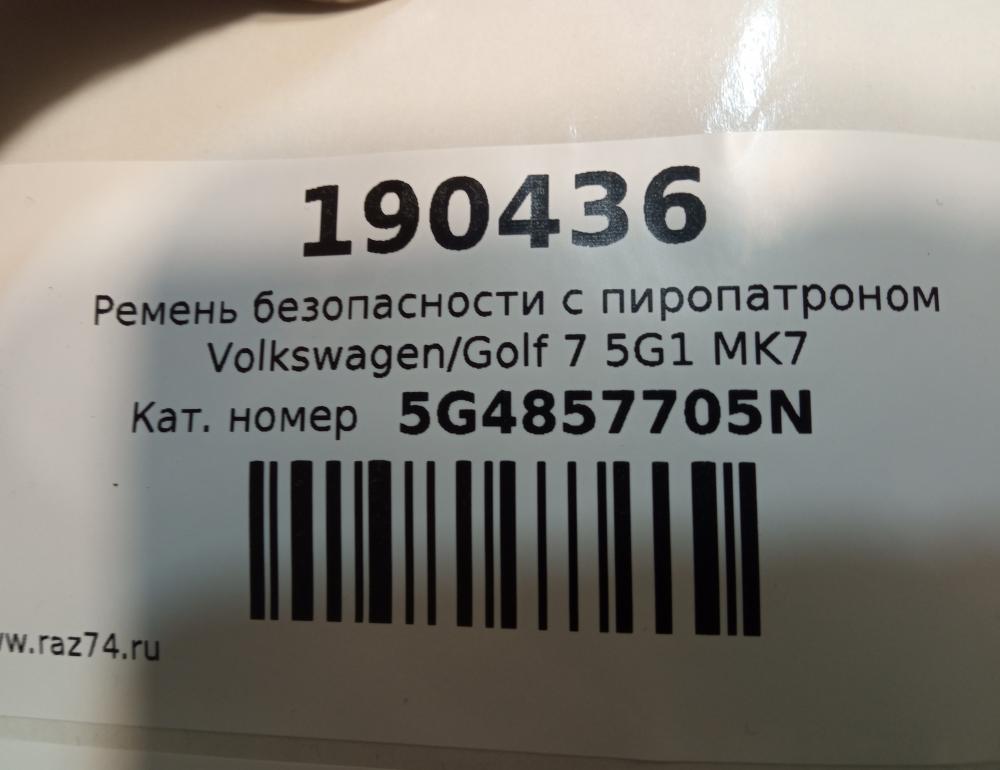 190436
Ремень безопасности с пиропатроном
Volkswagen/Golf 7 5G1 MK7
Кат. номер 5G4857705N
w.raz74.ru